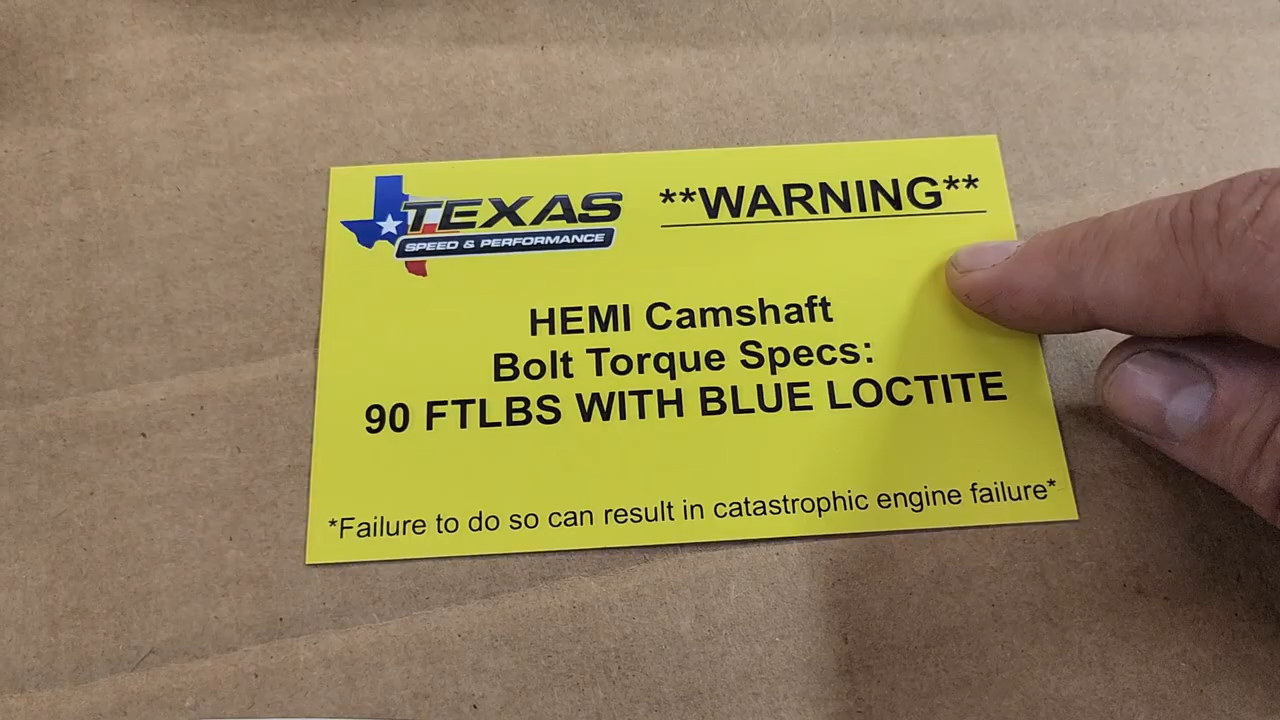 TEXAS
SPEED & PERFORMANCE
**WARNING**
HEMI Camshaft
Bolt Torque Specs:
90 FTLBS WITH BLUE LOCTITE
*Failure to do so can result in catastrophic engine failure*